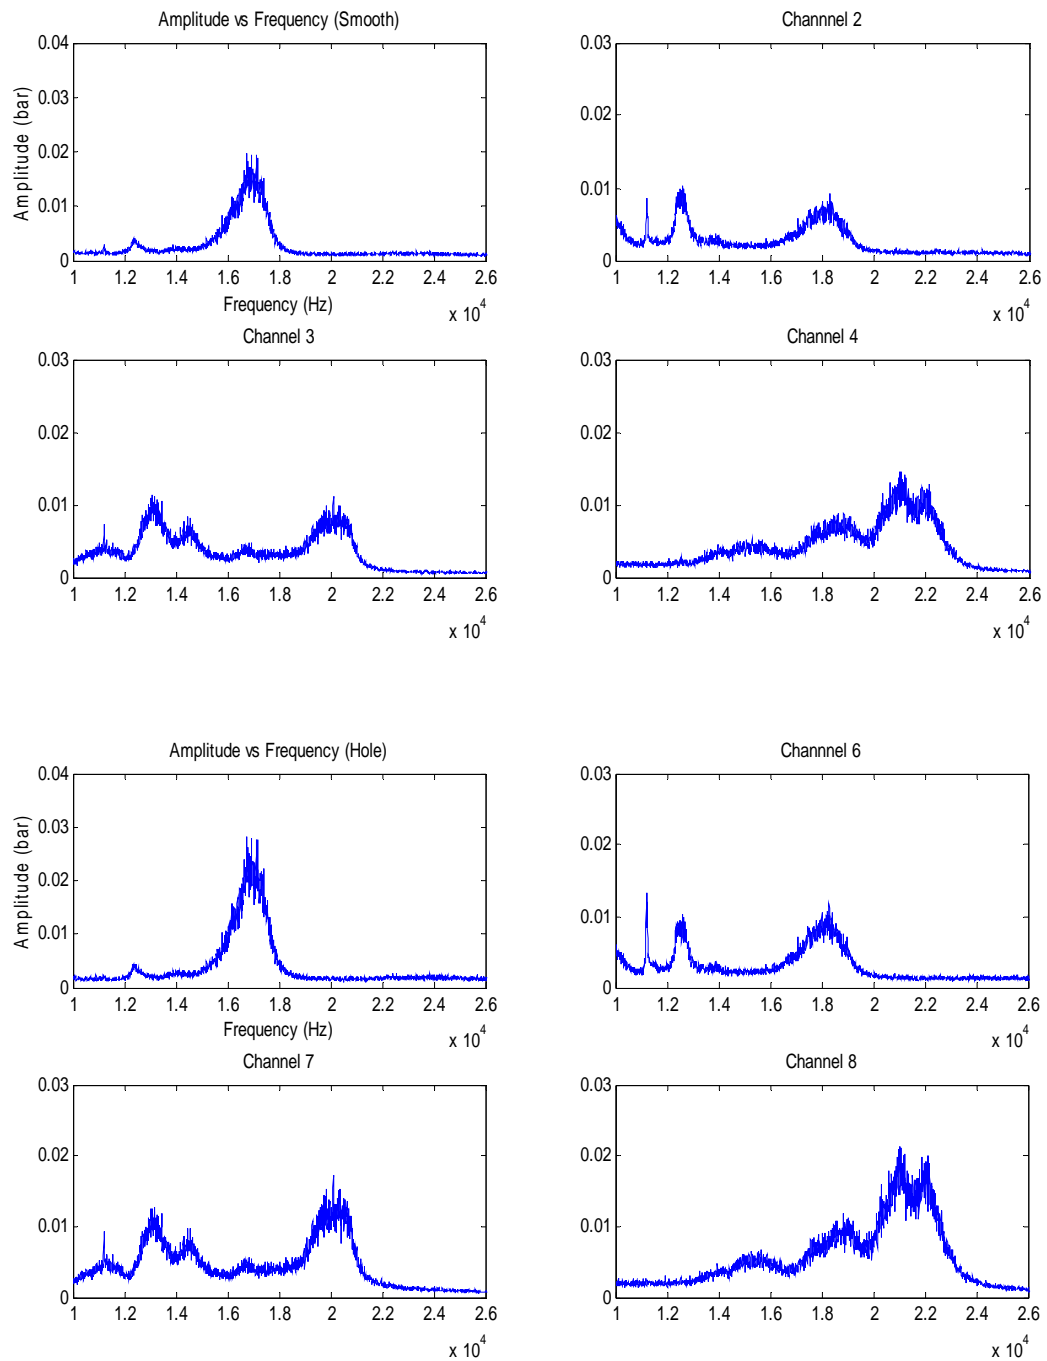 Amplitude vs Frequency (Smooth)
0.04
0.03
0.02
0.01
0
Amplitude (bar)
1 1.2 1.4 1.6 1.8 2 2.2 2.4 2.6
x 10^4
Frequency (Hz)
Channnel 2
0.03
0.02
0.01
0
1 1.2 1.4 1.6 1.8 2 2.2 2.4 2.6
x 10^4
Channel 3
0.03
0.02
0.01
0
1 1.2 1.4 1.6 1.8 2 2.2 2.4 2.6
x 10^4
Channel 4
0.03
0.02
0.01
0
1 1.2 1.4 1.6 1.8 2 2.2 2.4 2.6
x 10^4
Amplitude vs Frequency (Hole)
0.04
0.03
0.02
0.01
0
Amplitude (bar)
1 1.2 1.4 1.6 1.8 2 2.2 2.4 2.6
x 10^4
Frequency (Hz)
Channnel 6
0.03
0.02
0.01
0
1 1.2 1.4 1.6 1.8 2 2.2 2.4 2.6
x 10^4
Channel 7
0.03
0.02
0.01
0
1 1.2 1.4 1.6 1.8 2 2.2 2.4 2.6
x 10^4
Channel 8
0.03
0.02
0.01
0
1 1.2 1.4 1.6 1.8 2 2.2 2.4 2.6
x 10^4